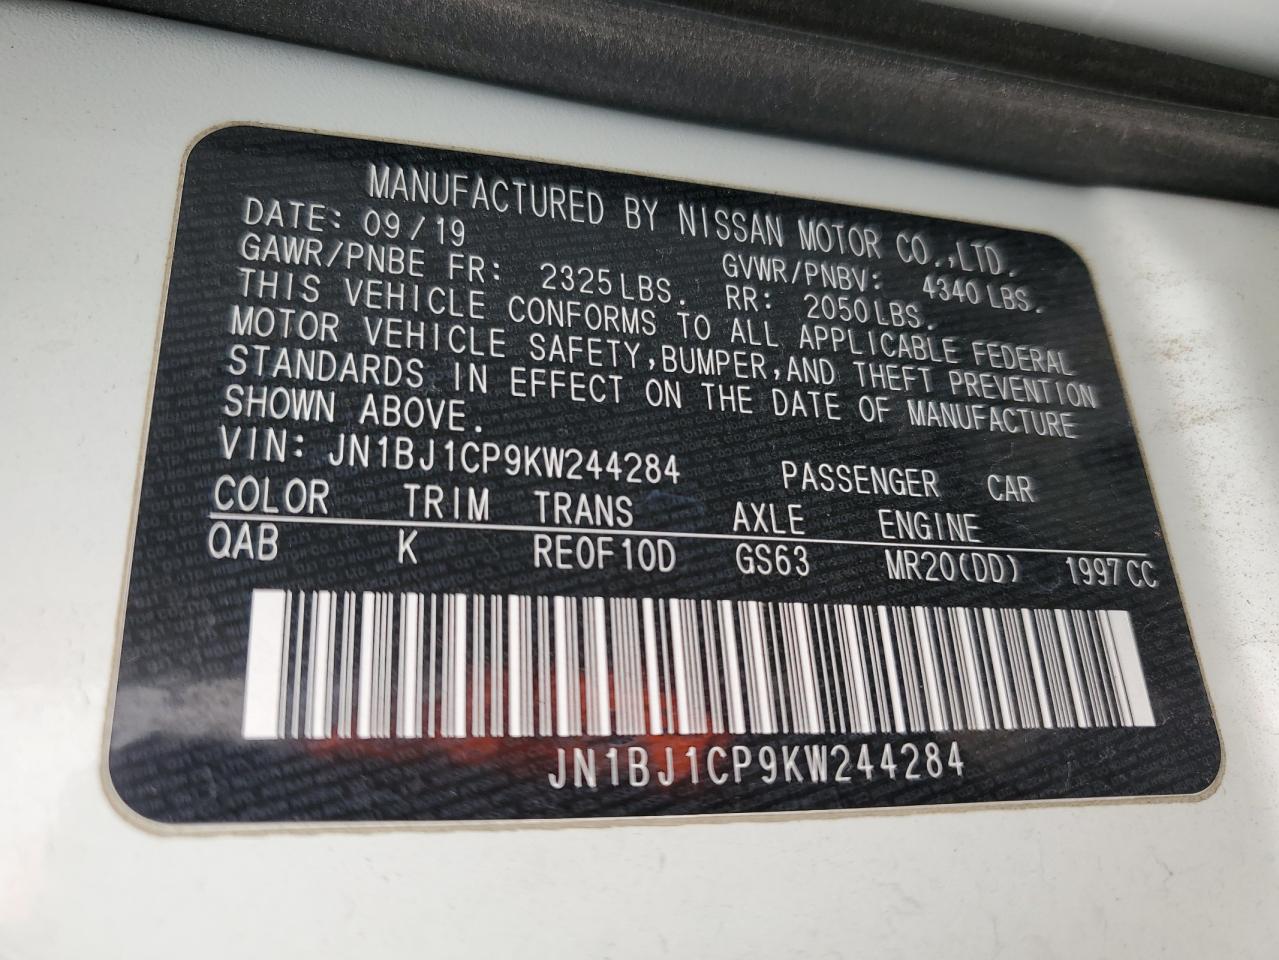 MANUFACTURED BY NISSAN MOTOR CO.,LTD.
DATE: 09/19 GVWR/PNBV: 4340 LBS.
GAWR/PNBE FR: 2325LBS. RR: 2050LBS.
THIS VEHICLE CONFORMS TO ALL APPLICABLE FEDERAL
MOTOR VEHICLE SAFETY,BUMPER,AND THEFT PREVENTION
STANDARDS IN EFFECT ON THE DATE OF MANUFACTURE
SHOWN ABOVE.
VIN: JN1BJ1CP9KW244284 PASSENGER CAR
COLOR TRIM TRANS AXLE ENGINE
QAB K RE0F10D GS63 MR20(DD) 1997CC
JN1BJ1CP9KW244284